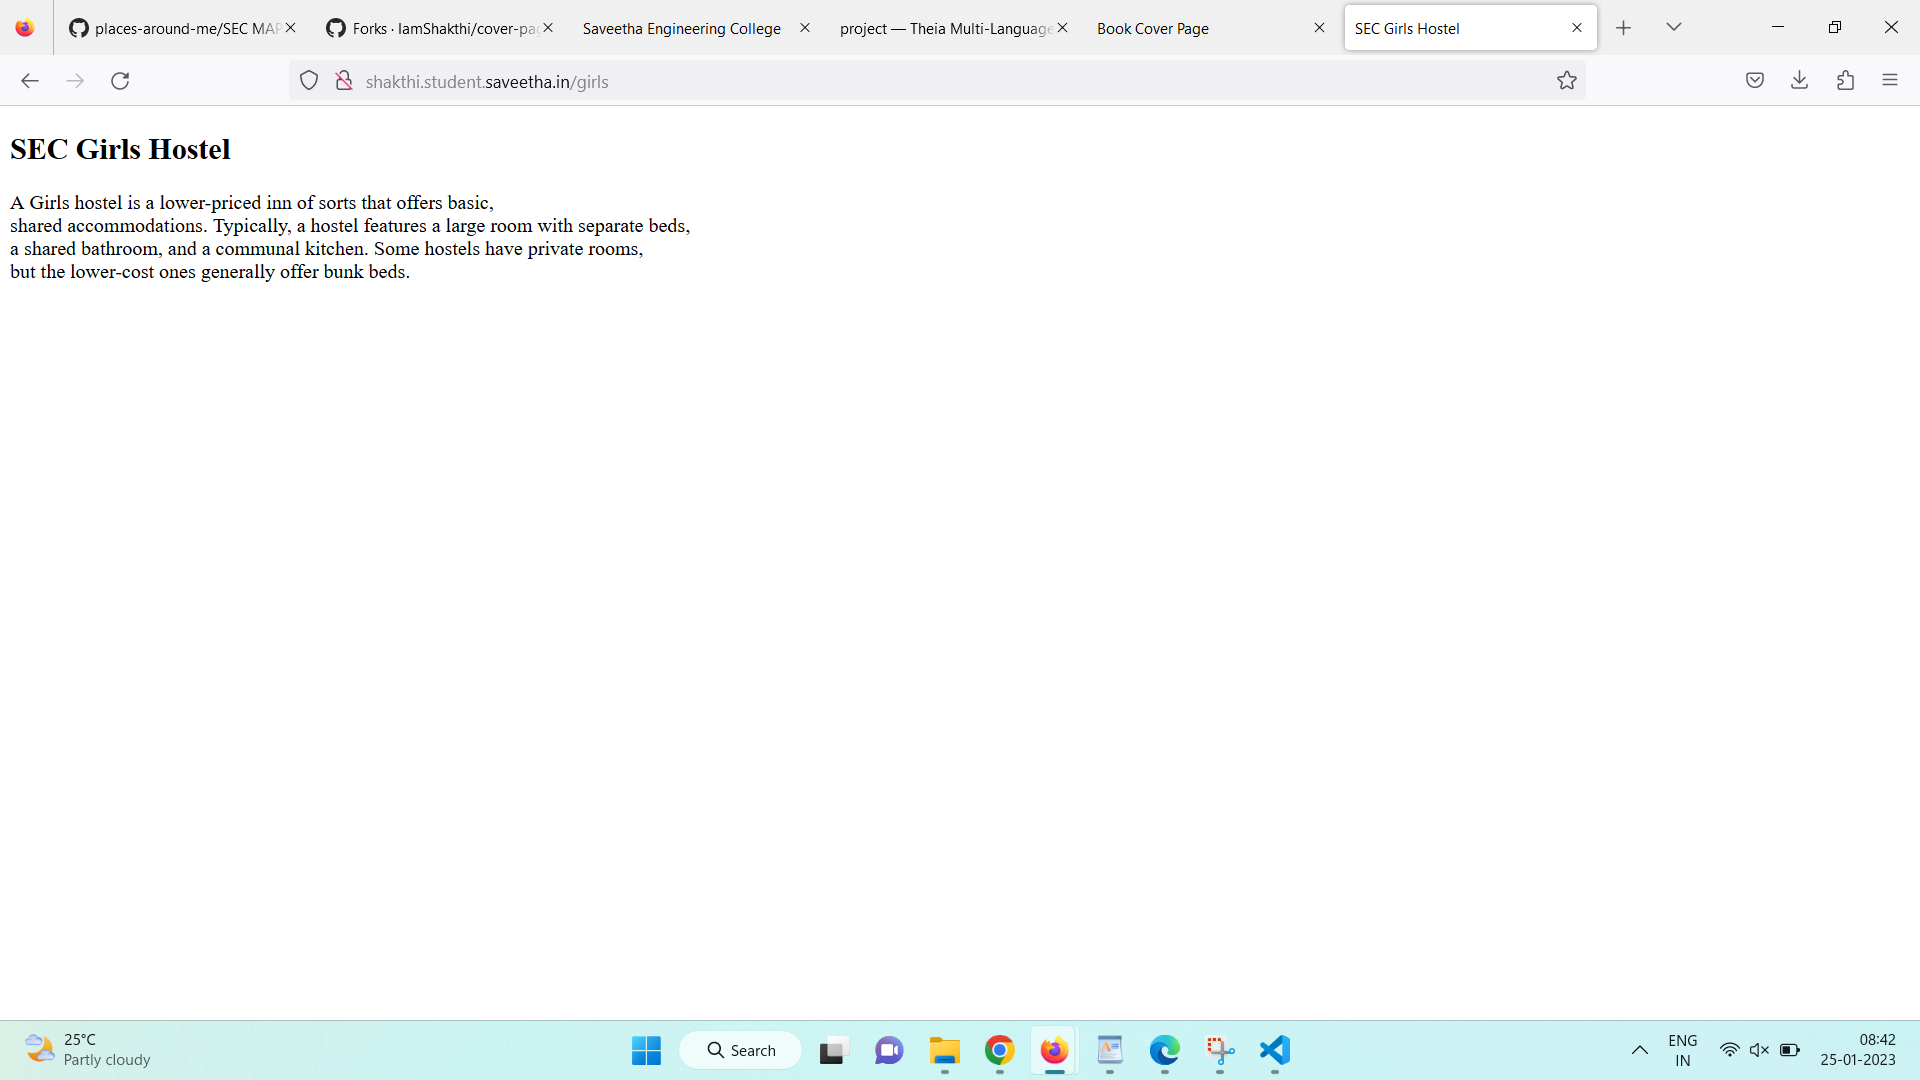 places-around-me/SEC MAP
Forks · IamShakthi/cover-pa
Saveetha Engineering College
project — Theia Multi-Language
Book Cover Page
SEC Girls Hostel
shakthi.student.saveetha.in/girls
SEC Girls Hostel
A Girls hostel is a lower-priced inn of sorts that offers basic,
shared accommodations. Typically, a hostel features a large room with separate beds,
a shared bathroom, and a communal kitchen. Some hostels have private rooms,
but the lower-cost ones generally offer bunk beds.
25°C
Partly cloudy
Search
ENG
IN
08:42
25-01-2023